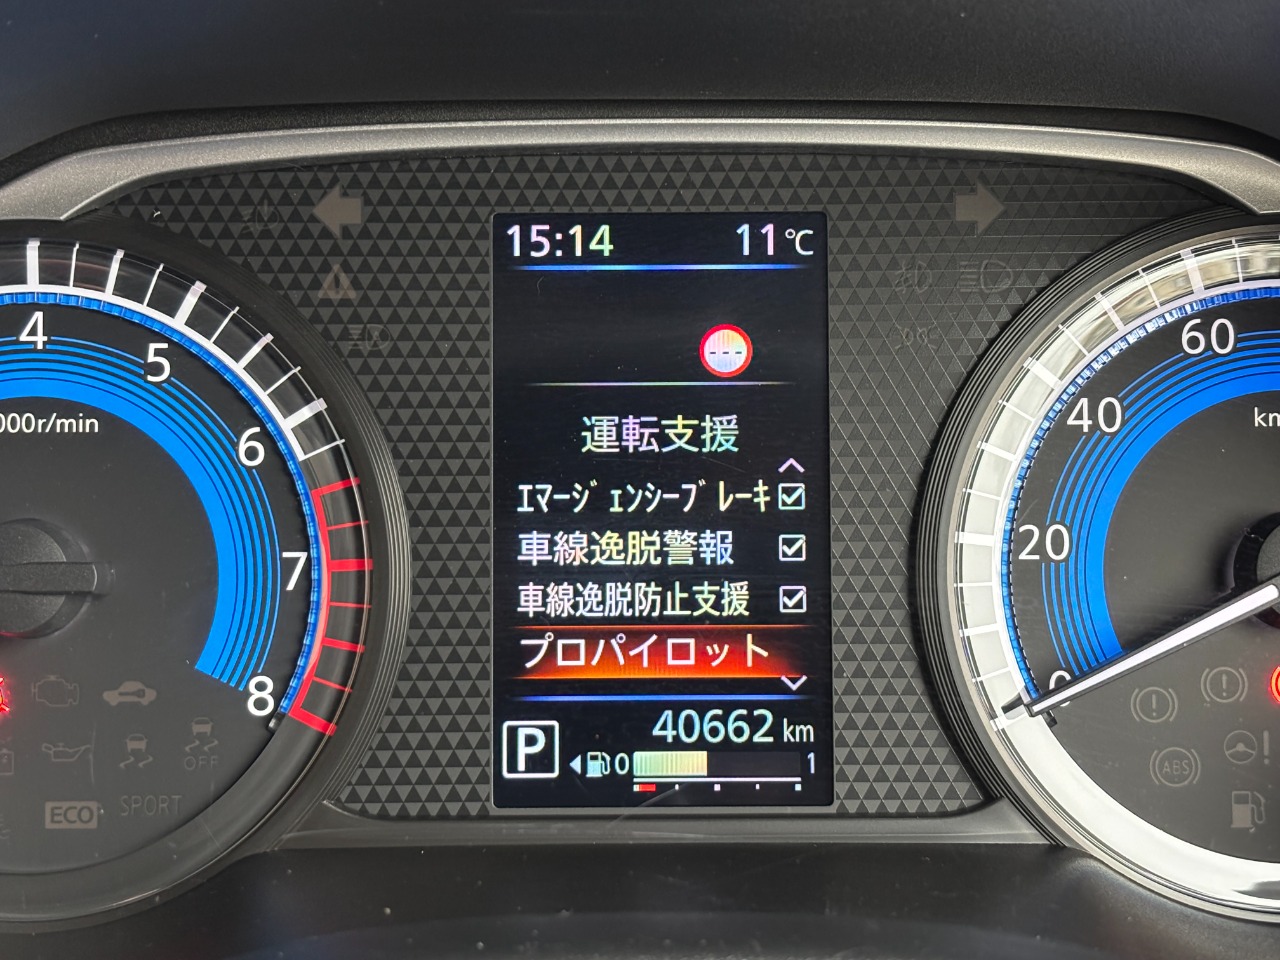 15:14 11℃
---
運転支援
ｴﾏｰｼﾞｪﾝｼｰﾌﾞﾚｰｷ
車線逸脱警報
車線逸脱防止支援
プロパイロット
40662 km
P
0 1
4
5
6
7
8
000r/min
ECO
SPORT
OFF
60
40
20
0
km
ABS